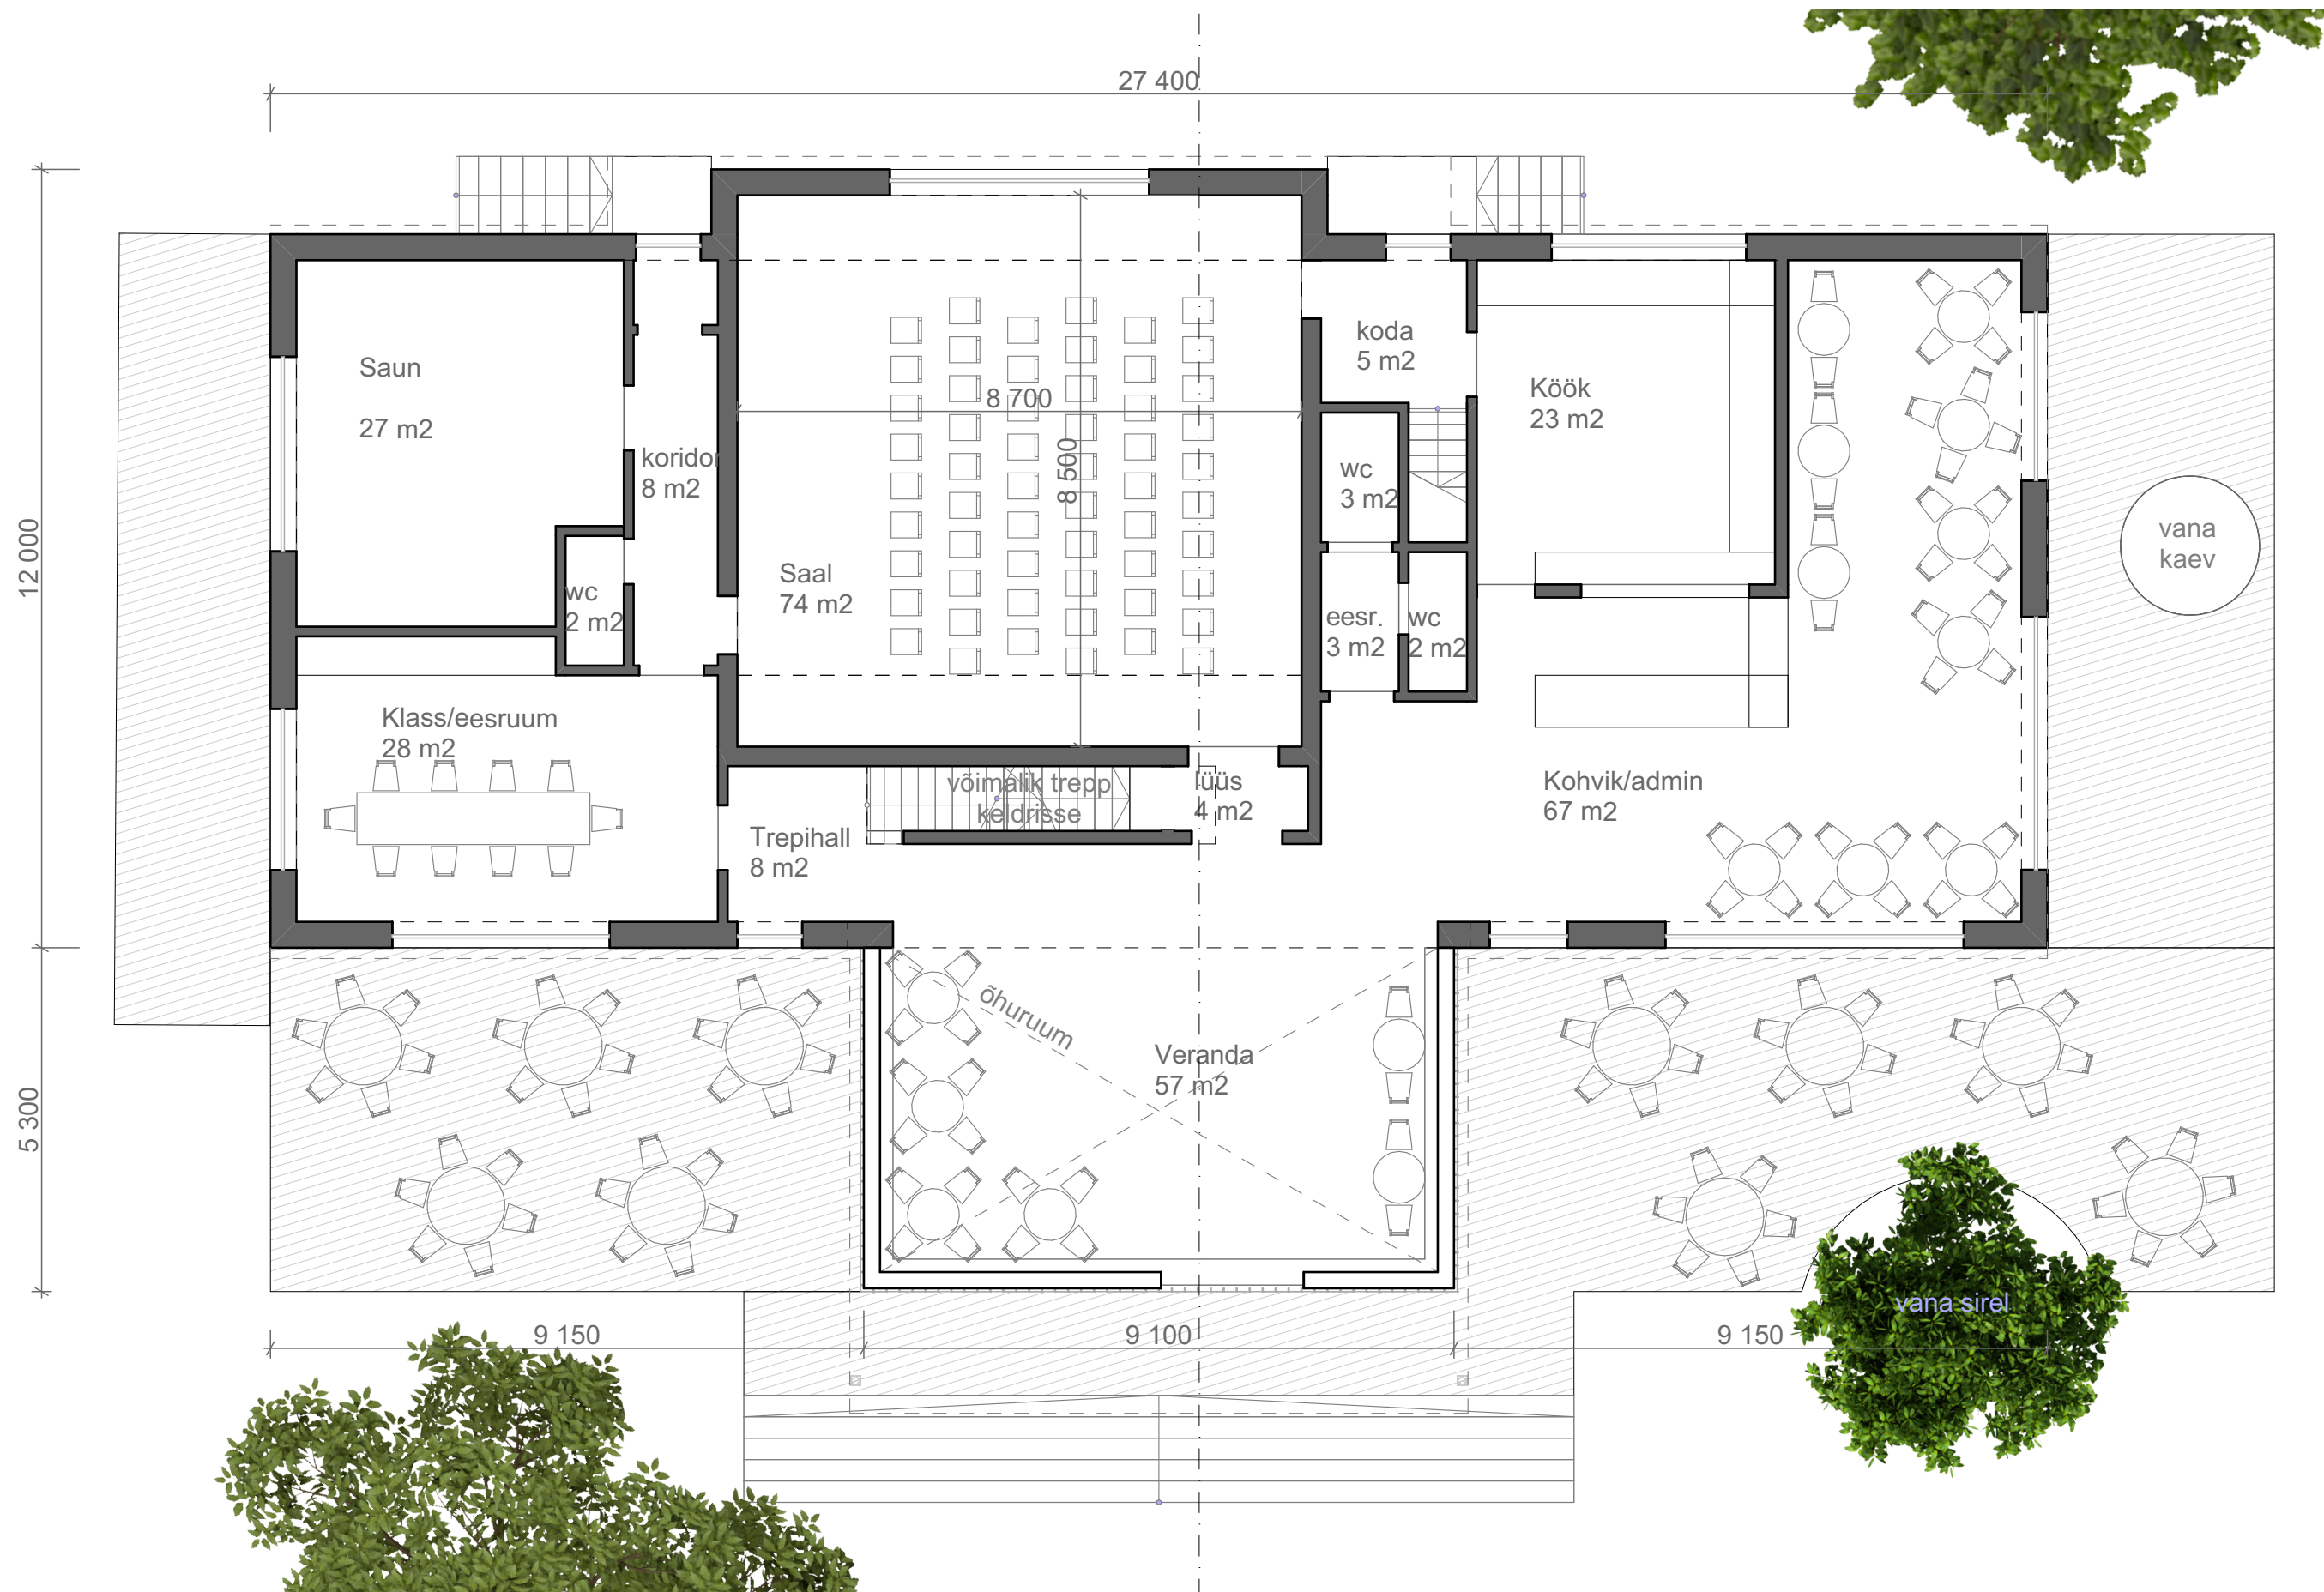 27 400
12 000
5 300
Saun
27 m2
koridor
8 m2
wc
2 m2
Klass/eesruum
28 m2
8 700
8 500
Saal
74 m2
koda
5 m2
wc
3 m2
eesr.
3 m2
wc
2 m2
Köök
23 m2
vana
kaev
Kohvik/admin
67 m2
võimalik trepp
keldrisse
lüüs
4 m2
Trepihall
8 m2
õhuruum
Veranda
57 m2
vana sirel
9 150
9 100
9 150